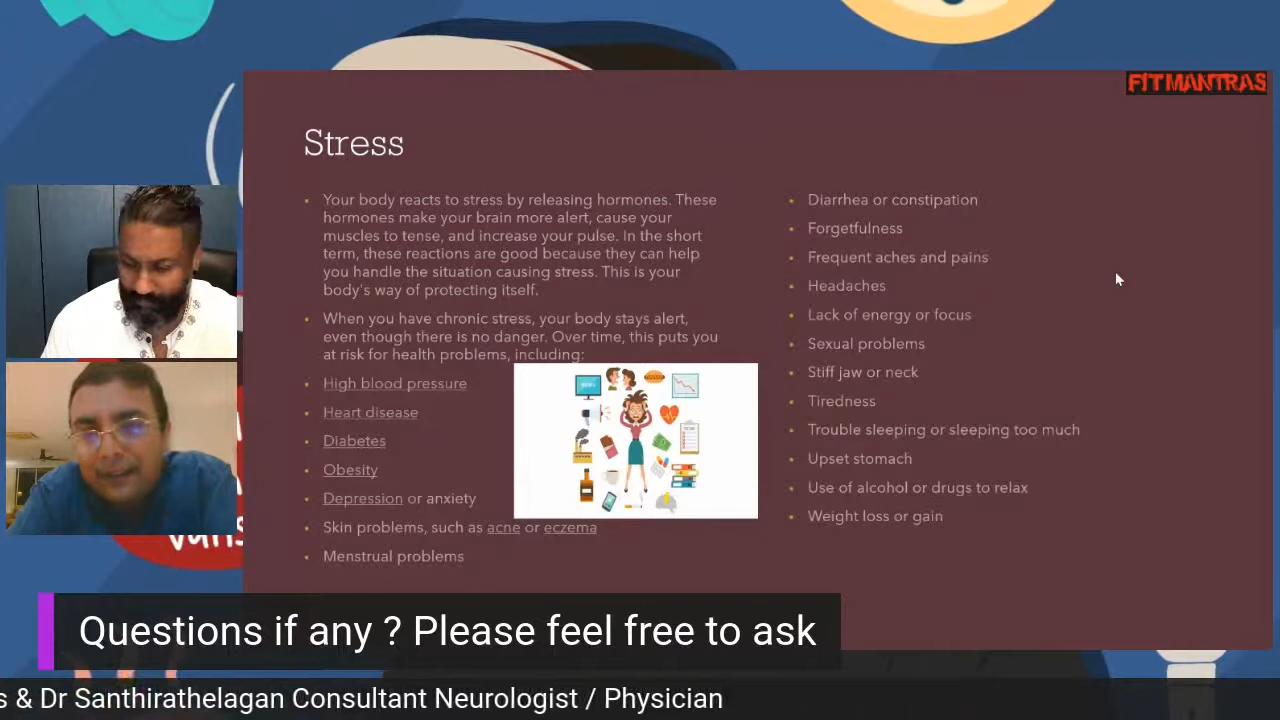 FITMANTRAS
Stress
Your body reacts to stress by releasing hormones. These
hormones make your brain more alert, cause your
muscles to tense, and increase your pulse. In the short
term, these reactions are good because they can help
you handle the situation causing stress. This is your
body's way of protecting itself.
When you have chronic stress, your body stays alert,
even though there is no danger. Over time, this puts you
at risk for health problems, including:
High blood pressure
Heart disease
Diabetes
Obesity
Depression or anxiety
Skin problems, such as acne or eczema
Menstrual problems
Diarrhea or constipation
Forgetfulness
Frequent aches and pains
Headaches
Lack of energy or focus
Sexual problems
Stiff jaw or neck
Tiredness
Trouble sleeping or sleeping too much
Upset stomach
Use of alcohol or drugs to relax
Weight loss or gain
Questions if any ? Please feel free to ask
s & Dr Santhirathelagan Consultant Neurologist / Physician